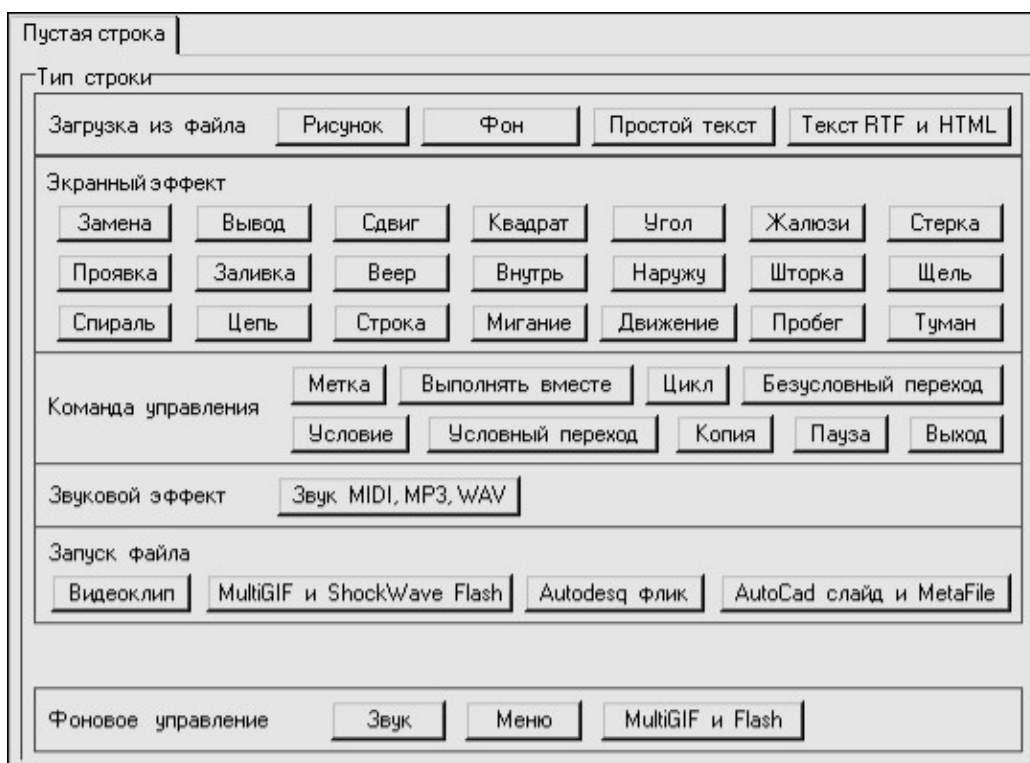 Пустая строка
Тип строки
Загрузка из файла Рисунок Фон Простой текст Текст RTF и HTML
Экранный эффект
Замена Вывод Сдвиг Квадрат Угол Жалюзи Стерка
Проявка Заливка Веер Внутрь Наружу Шторка Щель
Спираль Цепь Строка Мигание Движение Пробег Туман
Метка Выполнять вместе Цикл Безусловный переход
Команда управления
Условие Условный переход Копия Пауза Выход
Звуковой эффект Звук MIDI, MP3, WAV
Запуск файла
Видеоклип MultiGIF и ShockWave Flash Autodesq флик AutoCad слайд и MetaFile
Фоновое управление Звук Меню MultiGIF и Flash